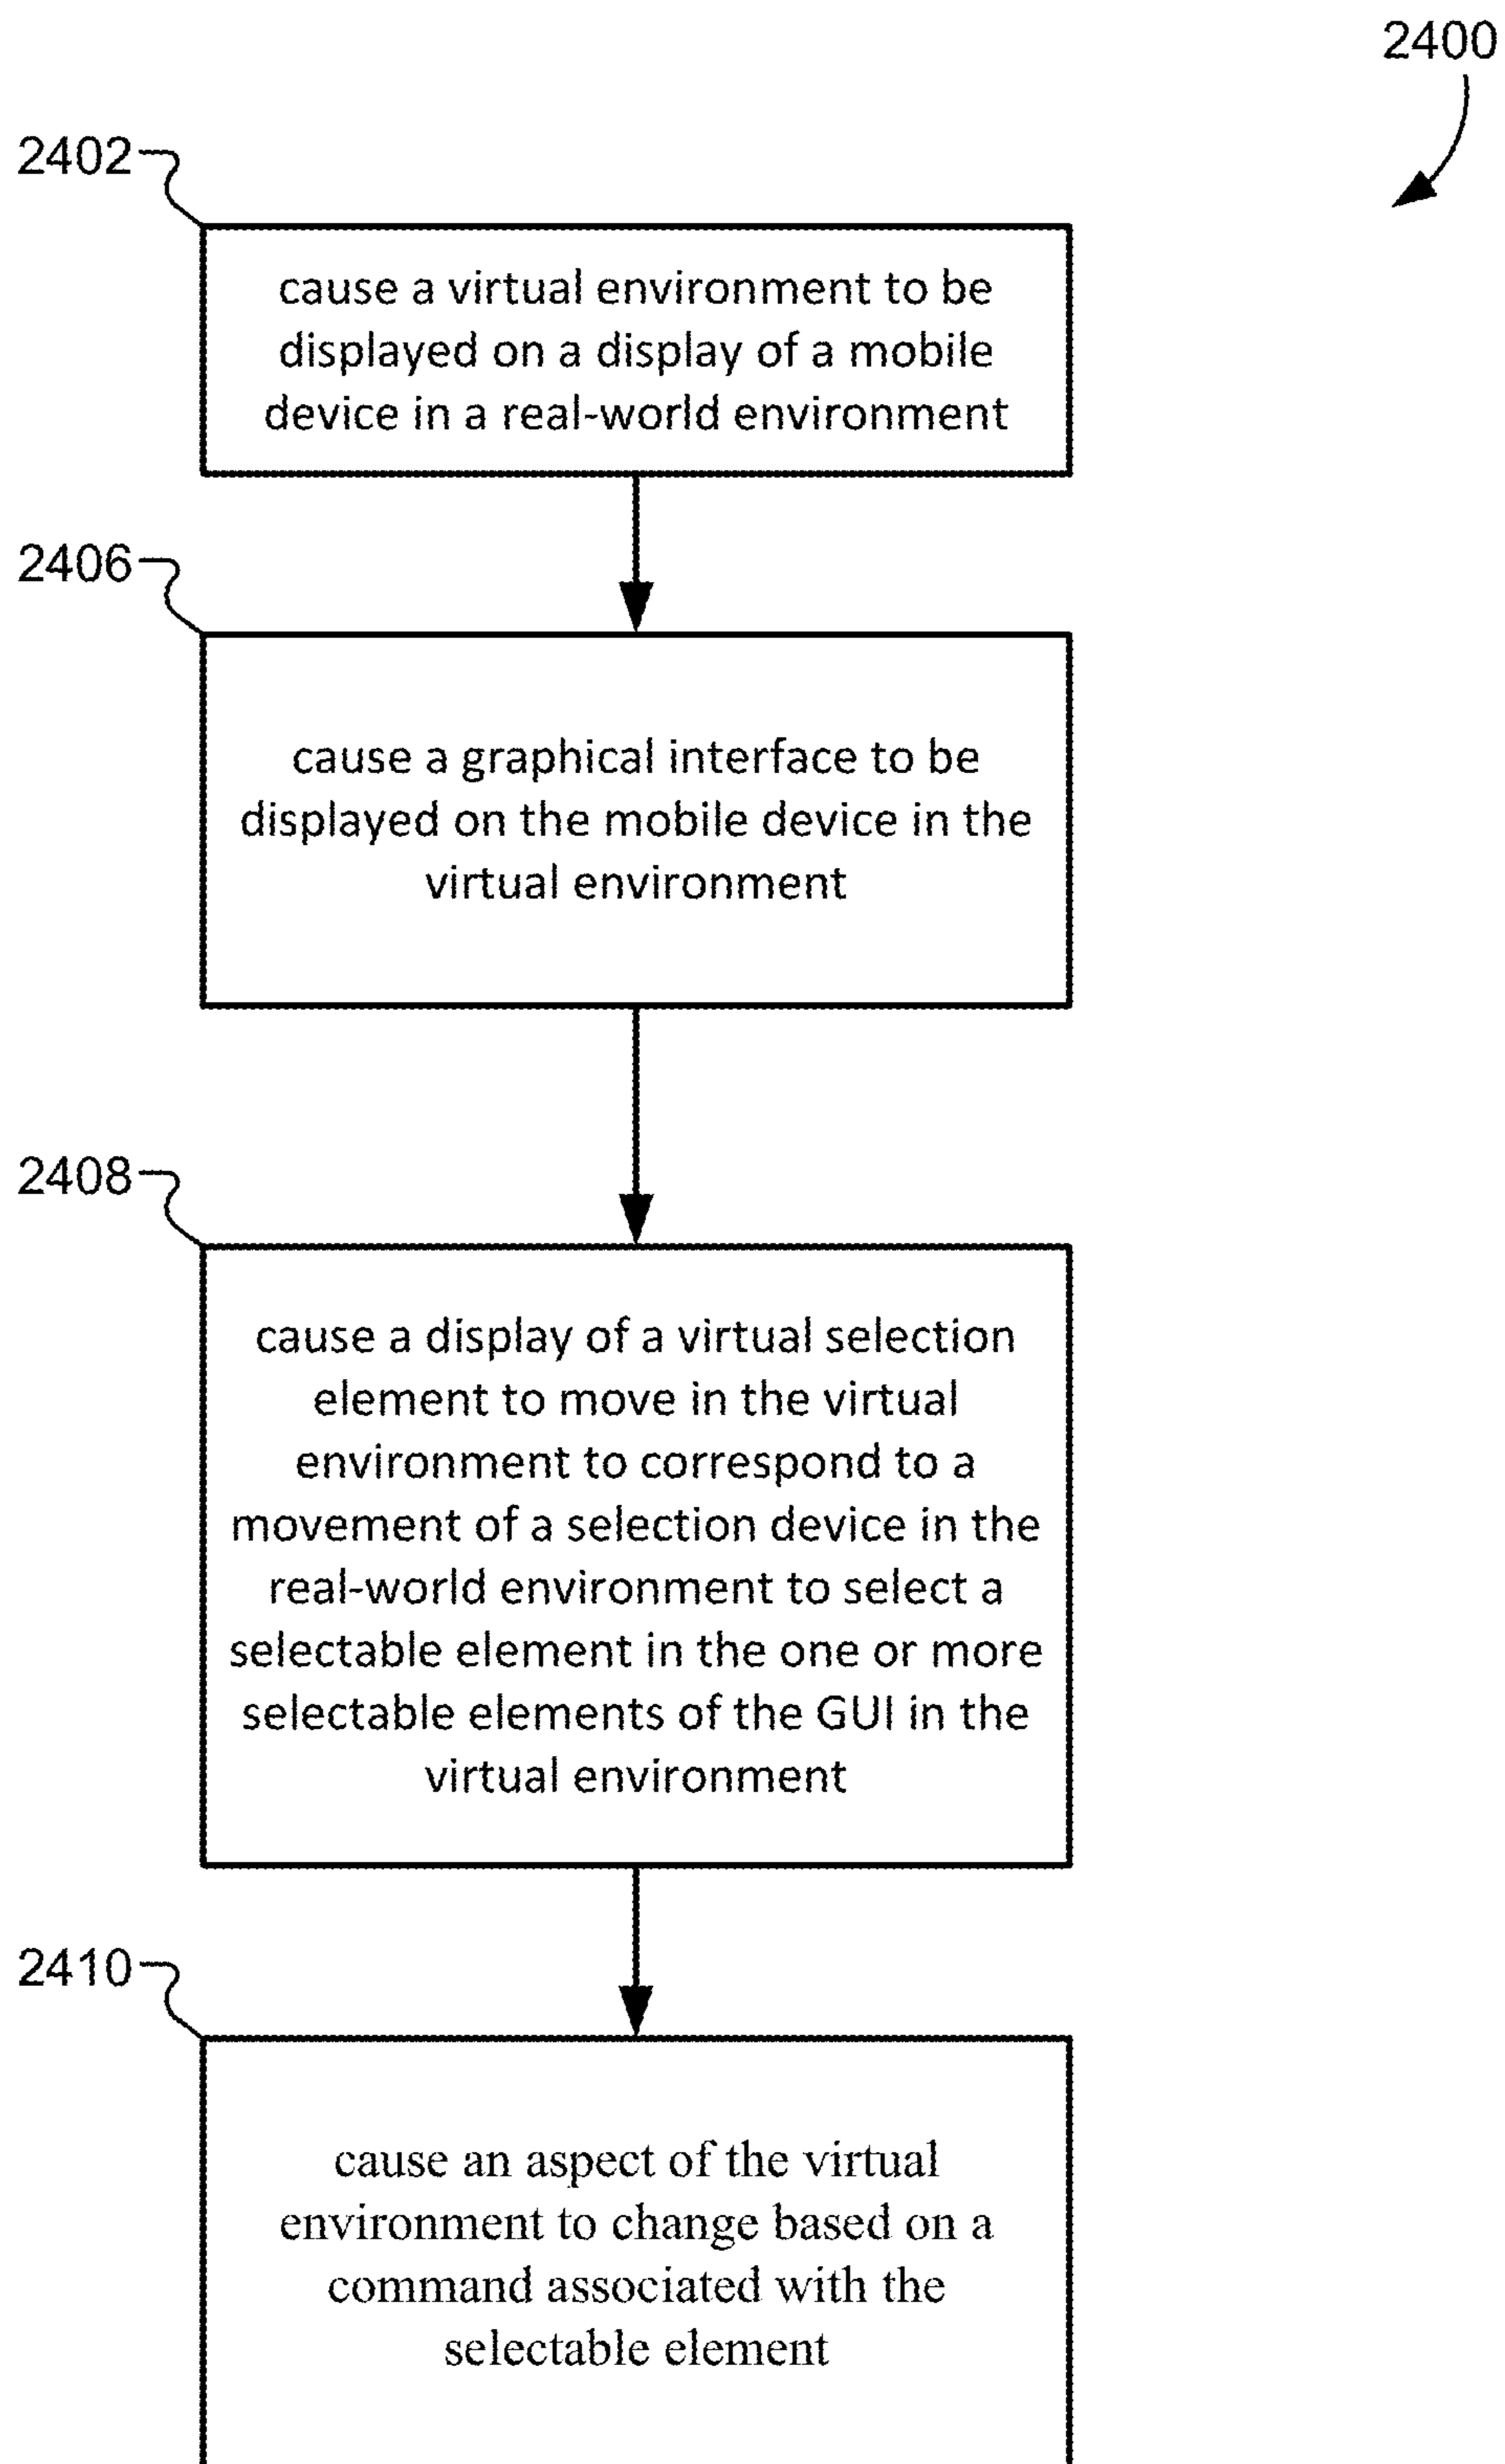 2400
2402
cause a virtual environment to be
displayed on a display of a mobile
device in a real-world environment
2406
cause a graphical interface to be
displayed on the mobile device in the
virtual environment
2408
cause a display of a virtual selection
element to move in the virtual
environment to correspond to a
movement of a selection device in the
real-world environment to select a
selectable element in the one or more
selectable elements of the GUI in the
virtual environment
2410
cause an aspect of the virtual
environment to change based on a
command associated with the
selectable element